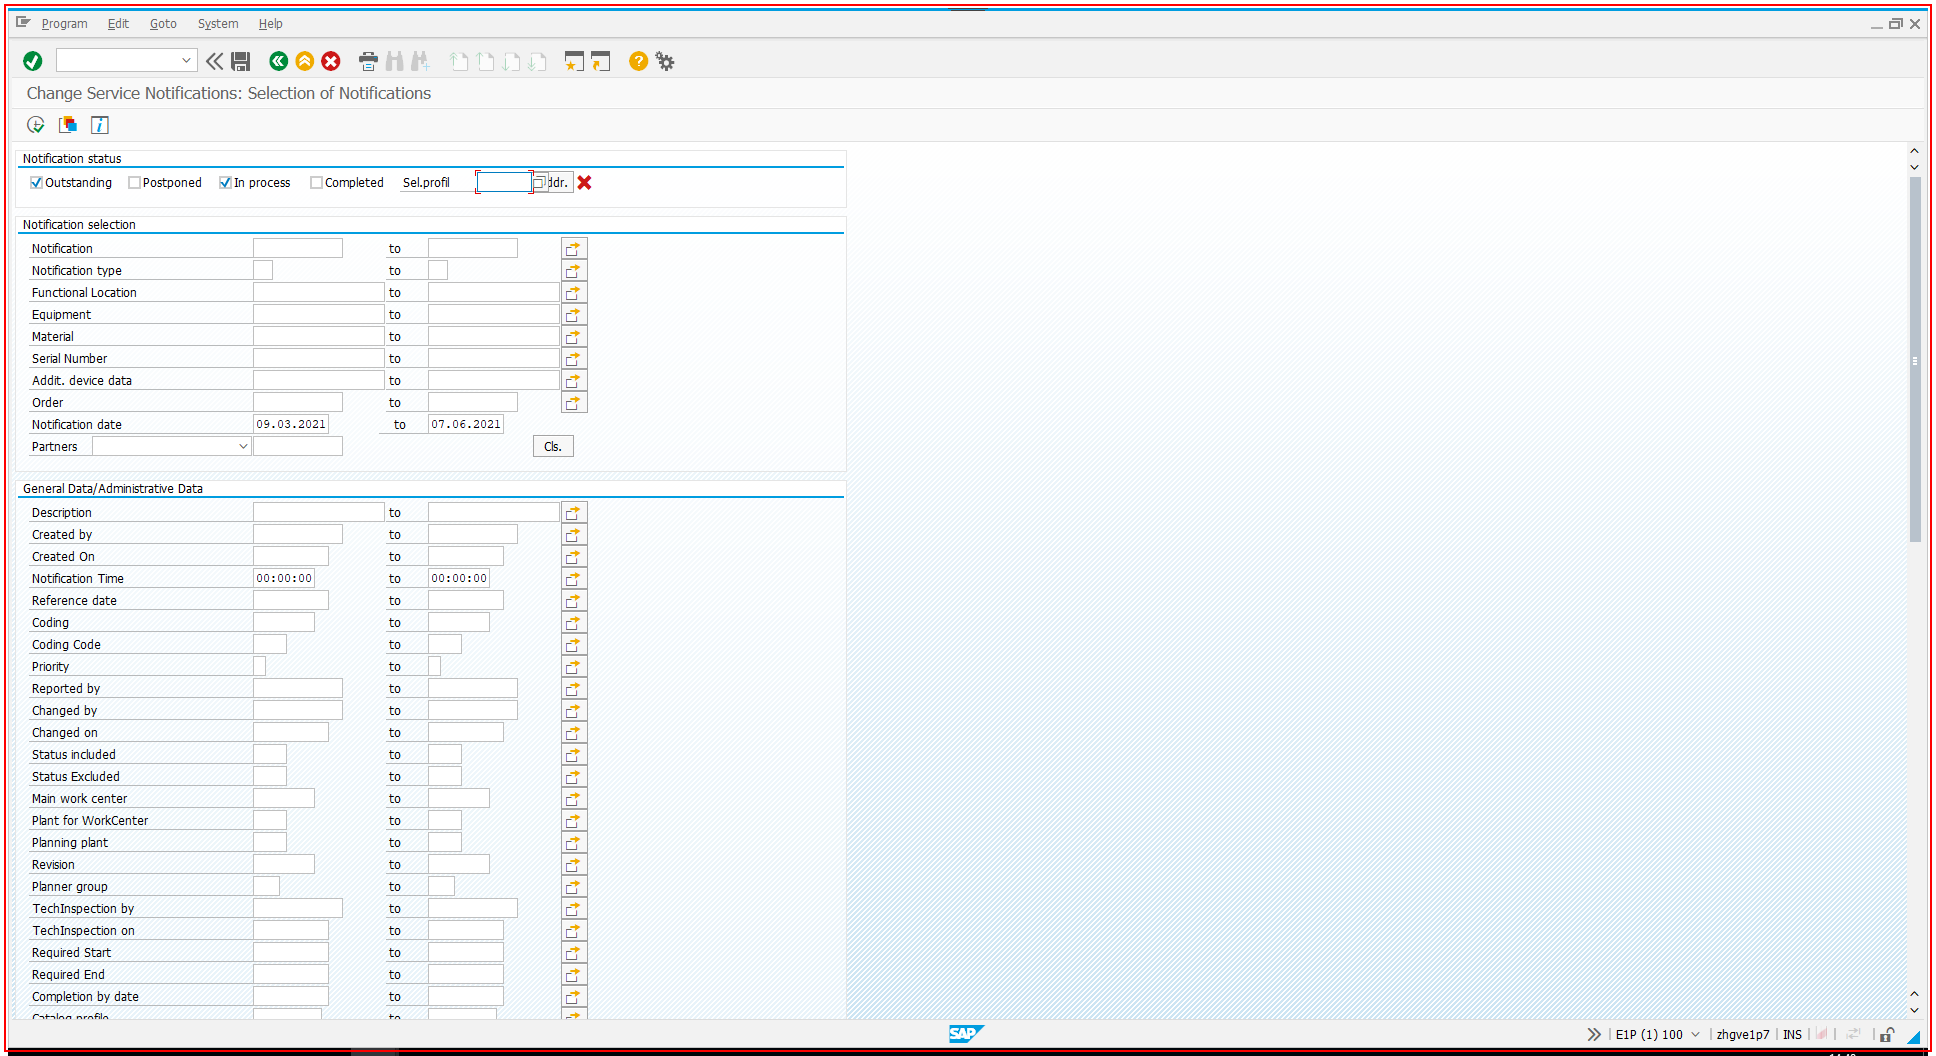 Program Edit Goto System Help
Change Service Notifications: Selection of Notifications
Notification status
Outstanding Postponed In process Completed Sel.profil ddr.
Notification selection
Notification to
Notification type to
Functional Location to
Equipment to
Material to
Serial Number to
Addit. device data to
Order to
Notification date 09.03.2021 to 07.06.2021
Partners Cls.
General Data/Administrative Data
Description to
Created by to
Created On to
Notification Time 00:00:00 to 00:00:00
Reference date to
Coding to
Coding Code to
Priority to
Reported by to
Changed by to
Changed on to
Status included to
Status Excluded to
Main work center to
Plant for WorkCenter to
Planning plant to
Revision to
Planner group to
TechInspection by to
TechInspection on to
Required Start to
Required End to
Completion by date to
Catalog profile to
SAP E1P (1) 100 zhgve1p7 INS